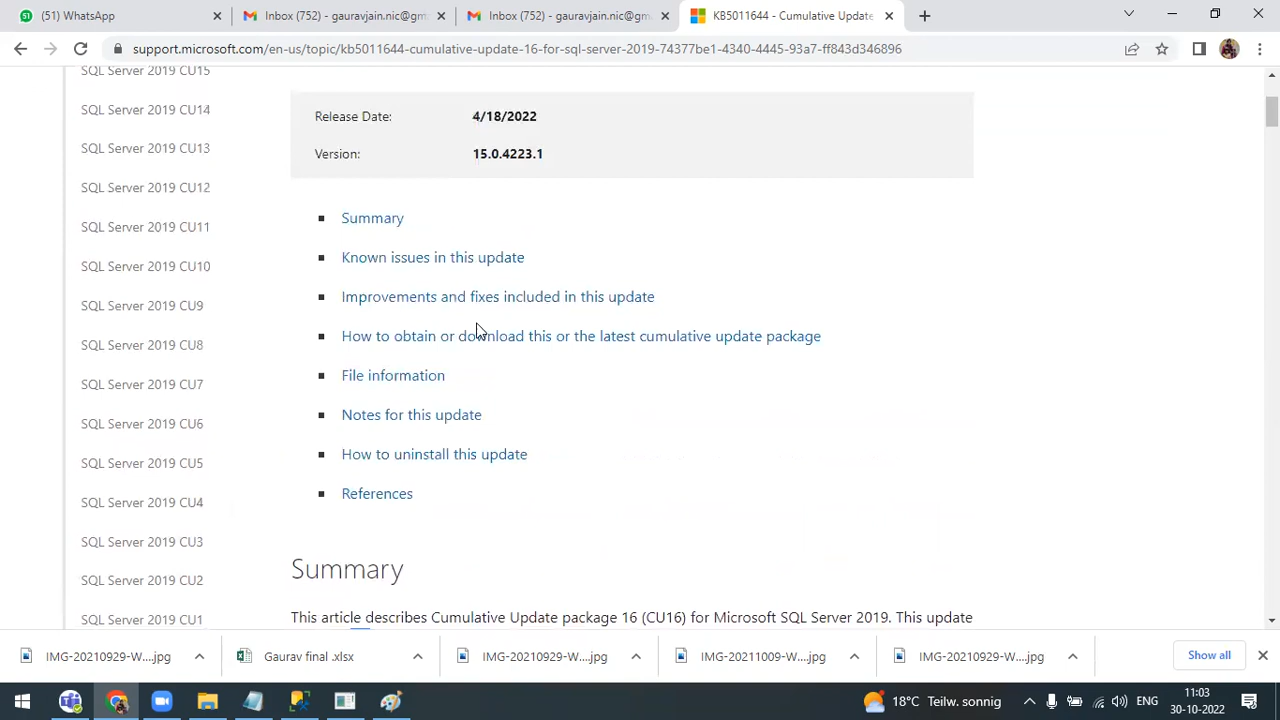 (51) WhatsApp
Inbox (752) - gauravjain.nic@gm
Inbox (752) - gauravjain.nic@gm
KB5011644 - Cumulative Update
support.microsoft.com/en-us/topic/kb5011644-cumulative-update-16-for-sql-server-2019-74377be1-4340-4445-93a7-ff843d346896
SQL Server 2019 CU15
SQL Server 2019 CU14
SQL Server 2019 CU13
SQL Server 2019 CU12
SQL Server 2019 CU11
SQL Server 2019 CU10
SQL Server 2019 CU9
SQL Server 2019 CU8
SQL Server 2019 CU7
SQL Server 2019 CU6
SQL Server 2019 CU5
SQL Server 2019 CU4
SQL Server 2019 CU3
SQL Server 2019 CU2
SQL Server 2019 CU1
Release Date: 4/18/2022
Version: 15.0.4223.1
Summary
Known issues in this update
Improvements and fixes included in this update
How to obtain or download this or the latest cumulative update package
File information
Notes for this update
How to uninstall this update
References
Summary
This article describes Cumulative Update package 16 (CU16) for Microsoft SQL Server 2019. This update
IMG-20210929-W....jpg
Gaurav final .xlsx
IMG-20210929-W....jpg
IMG-20211009-W....jpg
IMG-20210929-W....jpg
Show all
18°C Teilw. sonnig
ENG
11:03
30-10-2022